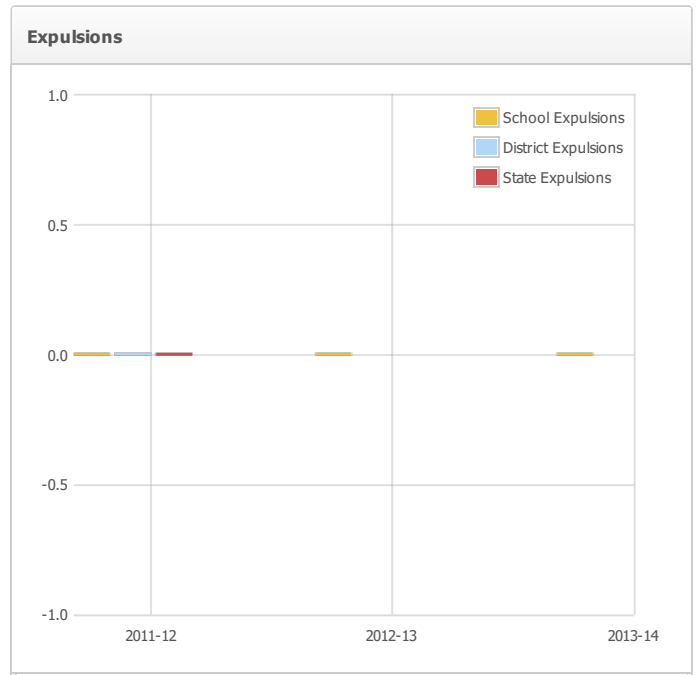 Expulsions
1.0
School Expulsions
District Expulsions
State Expulsions
0.5
0.0
-0.5
-1.0
2011-12 2012-13 2013-14